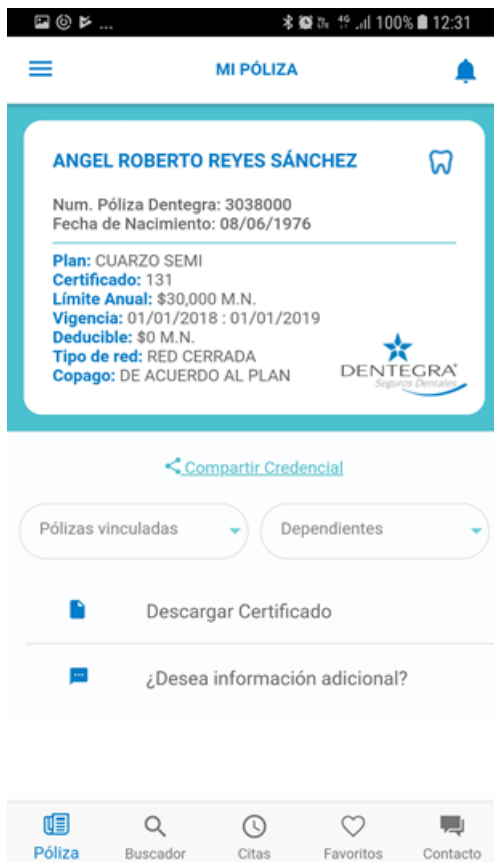 ... 4G 100% 12:31
MI PÓLIZA
ANGEL ROBERTO REYES SÁNCHEZ
Num. Póliza Dentegra: 3038000
Fecha de Nacimiento: 08/06/1976
Plan: CUARZO SEMI
Certificado: 131
Límite Anual: $30,000 M.N.
Vigencia: 01/01/2018 : 01/01/2019
Deducible: $0 M.N.
Tipo de red: RED CERRADA
Copago: DE ACUERDO AL PLAN
DENTEGRA
Seguros Dentales
Compartir Credencial
Pólizas vinculadas
Dependientes
Descargar Certificado
¿Desea información adicional?
Póliza Buscador Citas Favoritos Contacto